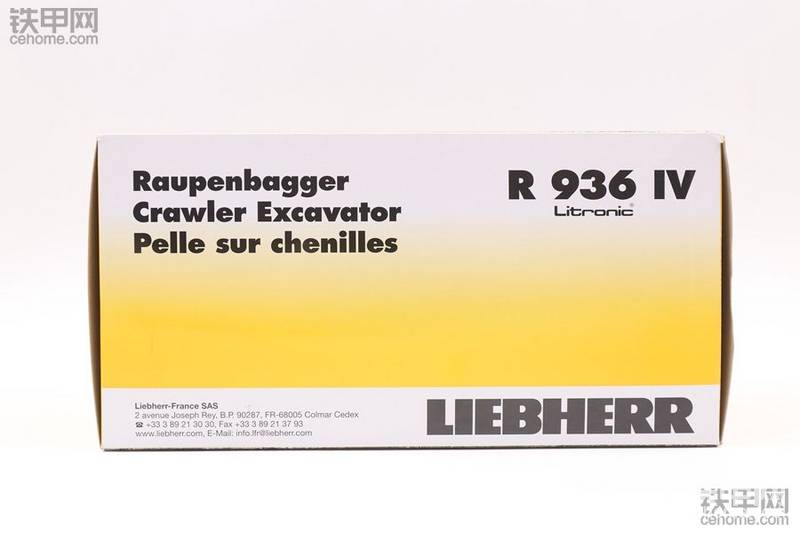 铁甲网
cehome.com
Raupenbagger
Crawler Excavator
Pelle sur chenilles
R 936 IV
Litronic®
Liebherr-France SAS
2 avenue Joseph Rey, B.P. 90287, FR-68005 Colmar Cedex
☎ +33 3 89 21 30 30, Fax +33 3 89 21 37 93
www.liebherr.com, E-Mail: info.lfr@liebherr.com
LIEBHERR
铁甲网
cehome.com